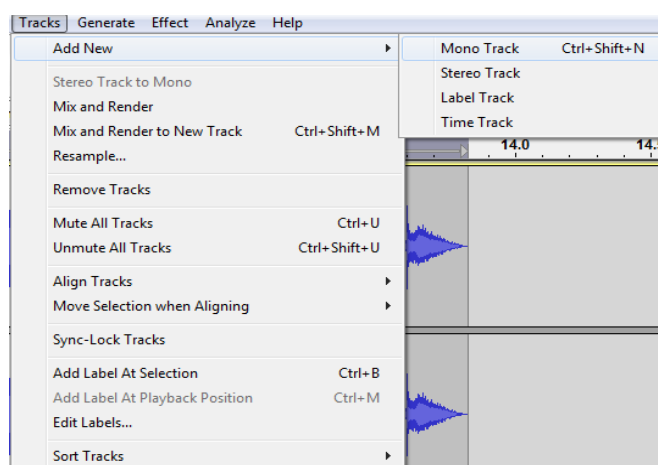 Tracks Generate Effect Analyze Help
Add New
Mono Track Ctrl+Shift+N
Stereo Track
Label Track
Time Track
14.0
Stereo Track to Mono
Mix and Render
Mix and Render to New Track Ctrl+Shift+M
Resample...
Remove Tracks
Mute All Tracks Ctrl+U
Unmute All Tracks Ctrl+Shift+U
Align Tracks
Move Selection when Aligning
Sync-Lock Tracks
Add Label At Selection Ctrl+B
Add Label At Playback Position Ctrl+M
Edit Labels...
Sort Tracks